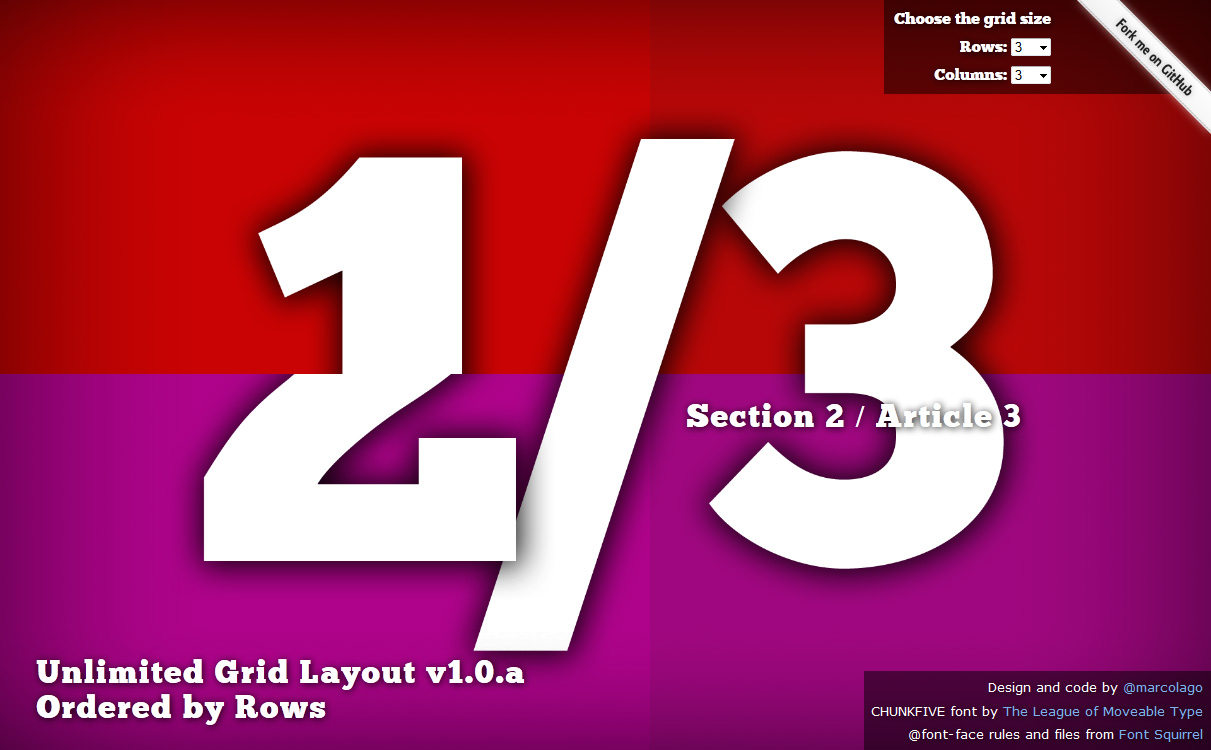 Choose the grid size
Rows: 3
Columns: 3
Fork me on GitHub
1/3
Section 2 / Article 3
Unlimited Grid Layout v1.0.a
Ordered by Rows
Design and code by @marcolago
CHUNKFIVE font by The League of Moveable Type
@font-face rules and files from Font Squirrel